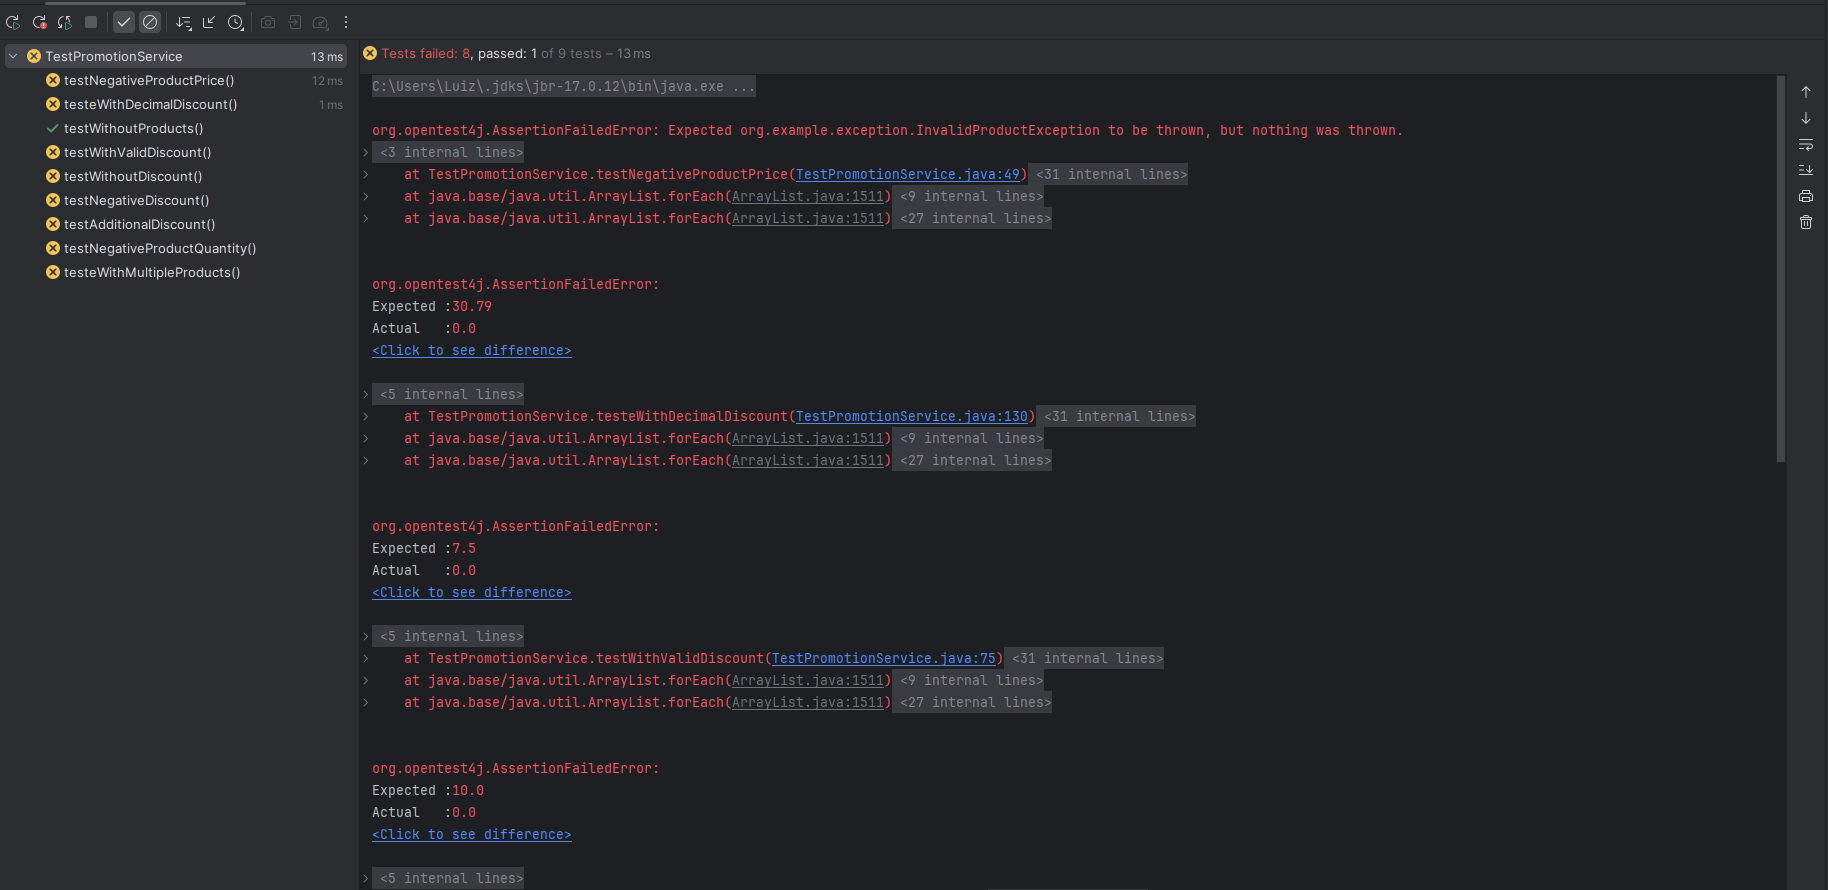 TestPromotionService 13 ms
testNegativeProductPrice() 12 ms
testeWithDecimalDiscount() 1 ms
testWithoutProducts()
testWithValidDiscount()
testWithoutDiscount()
testNegativeDiscount()
testAdditionalDiscount()
testNegativeProductQuantity()
testeWithMultipleProducts()
Tests failed: 8, passed: 1 of 9 tests – 13 ms
C:\Users\Luiz\.jdks\jbr-17.0.12\bin\java.exe ...
org.opentest4j.AssertionFailedError: Expected org.example.exception.InvalidProductException to be thrown, but nothing was thrown.
<3 internal lines>
at TestPromotionService.testNegativeProductPrice(TestPromotionService.java:49) <31 internal lines>
at java.base/java.util.ArrayList.forEach(ArrayList.java:1511) <9 internal lines>
at java.base/java.util.ArrayList.forEach(ArrayList.java:1511) <27 internal lines>
org.opentest4j.AssertionFailedError:
Expected :30.79
Actual   :0.0
<Click to see difference>
<5 internal lines>
at TestPromotionService.testeWithDecimalDiscount(TestPromotionService.java:130) <31 internal lines>
at java.base/java.util.ArrayList.forEach(ArrayList.java:1511) <9 internal lines>
at java.base/java.util.ArrayList.forEach(ArrayList.java:1511) <27 internal lines>
org.opentest4j.AssertionFailedError:
Expected :7.5
Actual   :0.0
<Click to see difference>
<5 internal lines>
at TestPromotionService.testWithValidDiscount(TestPromotionService.java:75) <31 internal lines>
at java.base/java.util.ArrayList.forEach(ArrayList.java:1511) <9 internal lines>
at java.base/java.util.ArrayList.forEach(ArrayList.java:1511) <27 internal lines>
org.opentest4j.AssertionFailedError:
Expected :10.0
Actual   :0.0
<Click to see difference>
<5 internal lines>